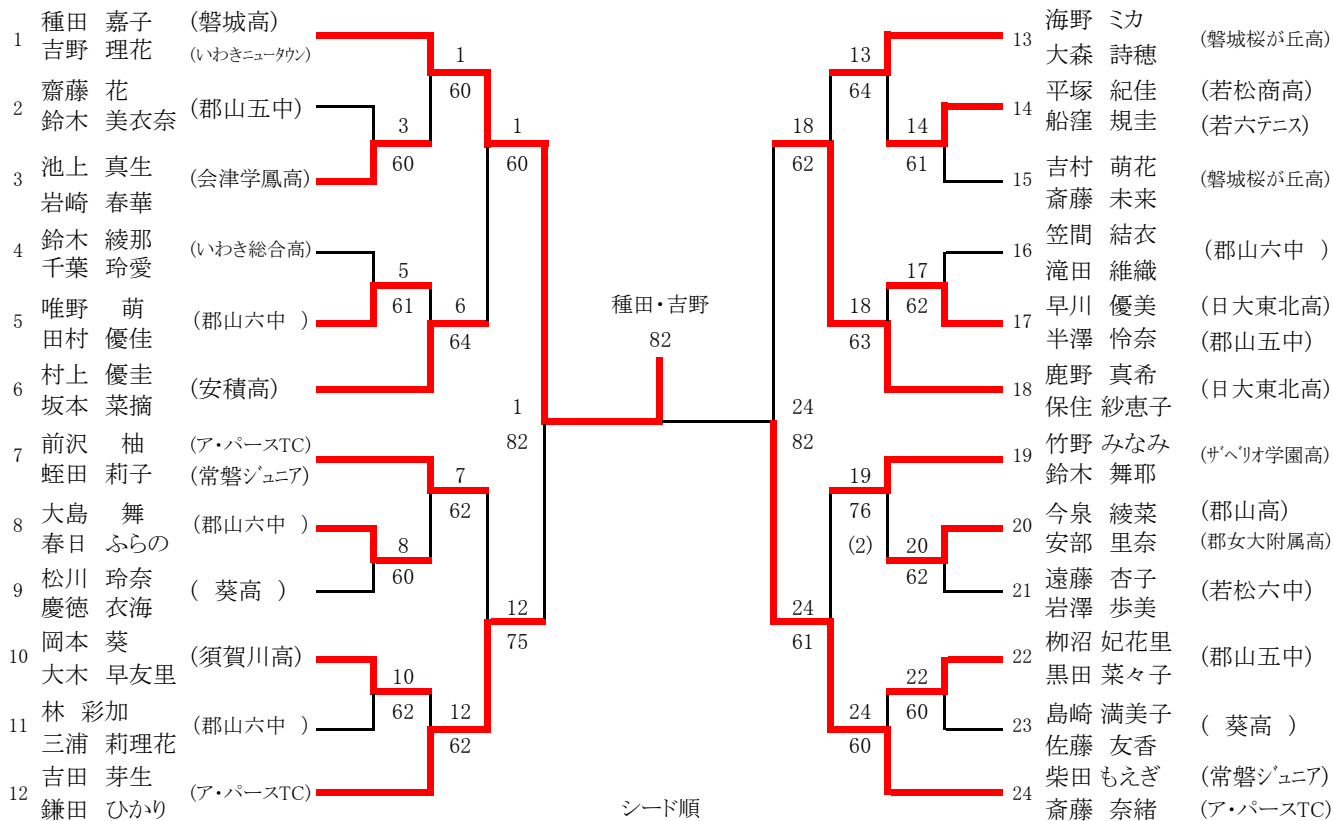 1 種田 嘉子 (磐城高)
吉野 理花 (いわきニュータウン)
2 齋藤 花 (郡山五中)
鈴木 美衣奈
3 池上 真生 (会津学鳳高)
岩崎 春華
4 鈴木 綾那 (いわき総合高)
千葉 玲愛
5 唯野 萌 (郡山六中 )
田村 優佳
6 村上 優圭 (安積高)
坂本 菜摘
7 前沢 柚 (ア・パースTC)
蛭田 莉子 (常磐ジュニア)
8 大島 舞 (郡山六中 )
春日 ふらの
9 松川 玲奈 ( 葵高 )
慶徳 衣海
10 岡本 葵 (須賀川高)
大木 早友里
11 林 彩加 (郡山六中 )
三浦 莉理花
12 吉田 芽生 (ア・パースTC)
鎌田 ひかり
3
60
5
61
8
60
10
62
1
60
6
64
7
62
12
62
1
60
12
75
1
82
種田・吉野
82
シード順
24
82
18
62
24
61
13
64
18
63
19
76
(2)
24
60
14
61
17
62
20
62
22
60
13 海野 ミカ (磐城桜が丘高)
大森 詩穂
14 平塚 紀佳 (若松商高)
船窪 規圭 (若六テニス)
15 吉村 萌花 (磐城桜が丘高)
斎藤 未来
16 笠間 結衣 (郡山六中 )
滝田 維織
17 早川 優美 (日大東北高)
半澤 怜奈 (郡山五中)
18 鹿野 真希 (日大東北高)
保住 紗恵子
19 竹野 みなみ (ザベリオ学園高)
鈴木 舞耶
20 今泉 綾菜 (郡山高)
安部 里奈 (郡女大附属高)
21 遠藤 杏子 (若松六中)
岩澤 歩美
22 栁沼 妃花里 (郡山五中)
黒田 菜々子
23 島崎 満美子 ( 葵高 )
佐藤 友香
24 柴田 もえぎ (常磐ジュニア)
斎藤 奈緒 (ア・パースTC)